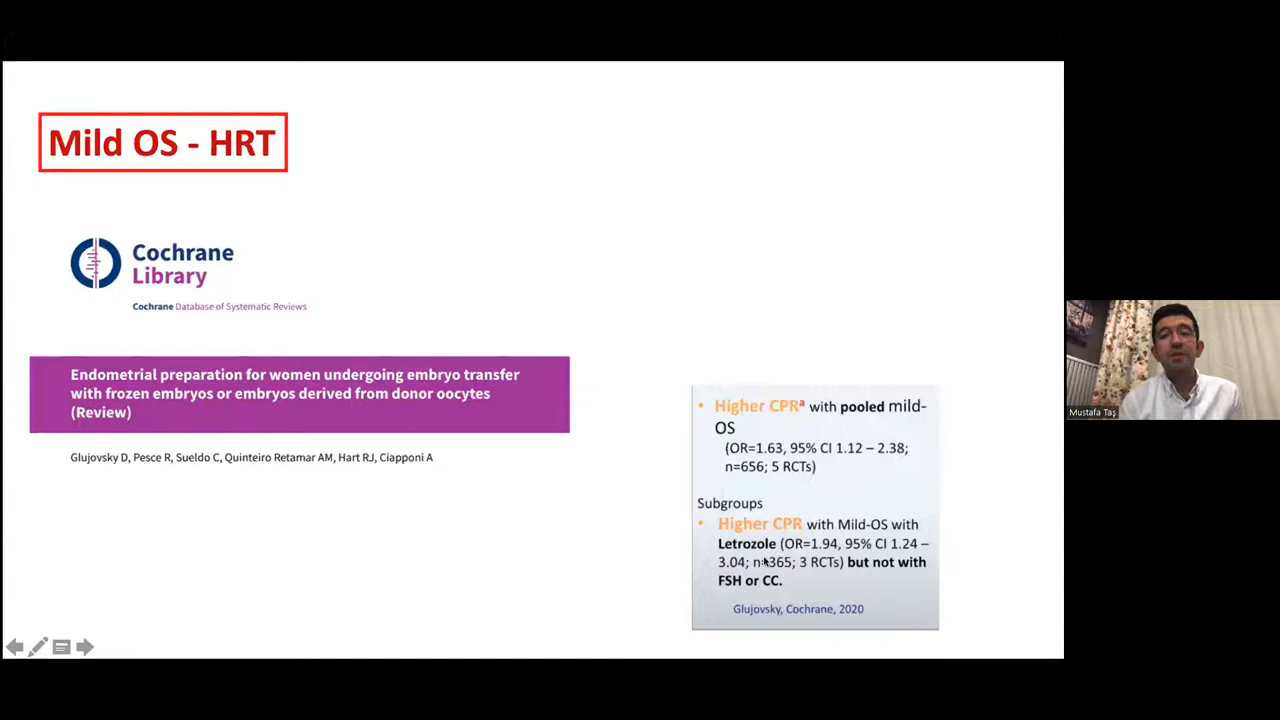 Mild OS - HRT
Cochrane
Library
Cochrane Database of Systematic Reviews
Endometrial preparation for women undergoing embryo transfer
with frozen embryos or embryos derived from donor oocytes
(Review)
Glujovsky D, Pesce R, Sueldo C, Quinteiro Retamar AM, Hart RJ, Ciapponi A
• Higher CPRª with pooled mild-
OS
(OR=1.63, 95% CI 1.12 – 2.38;
n=656; 5 RCTs)
Subgroups
• Higher CPR with Mild-OS with
Letrozole (OR=1.94, 95% CI 1.24 –
3.04; n=365; 3 RCTs) but not with
FSH or CC.
Glujovsky, Cochrane, 2020
Mustafa Taş